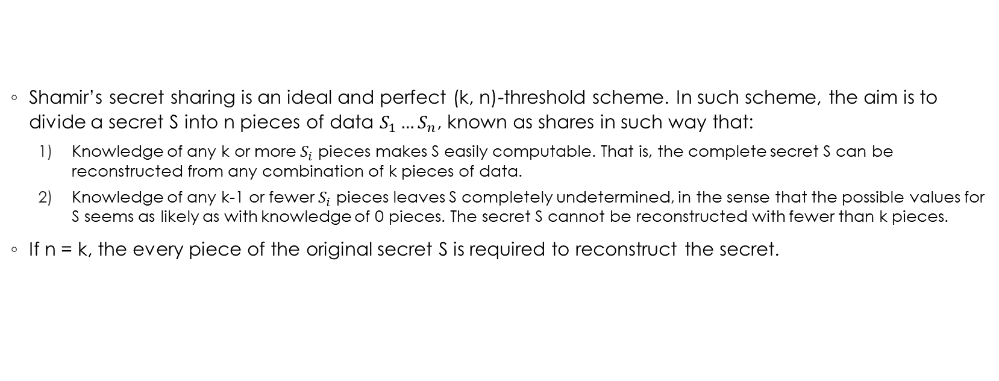 ◦ Shamir's secret sharing is an ideal and perfect (k, n)-threshold scheme. In such scheme, the aim is to
divide a secret S into n pieces of data S₁ … Sₙ, known as shares in such way that:
1) Knowledge of any k or more Sᵢ pieces makes S easily computable. That is, the complete secret S can be
reconstructed from any combination of k pieces of data.
2) Knowledge of any k-1 or fewer Sᵢ pieces leaves S completely undetermined, in the sense that the possible values for
S seems as likely as with knowledge of 0 pieces. The secret S cannot be reconstructed with fewer than k pieces.
◦ If n = k, the every piece of the original secret S is required to reconstruct the secret.